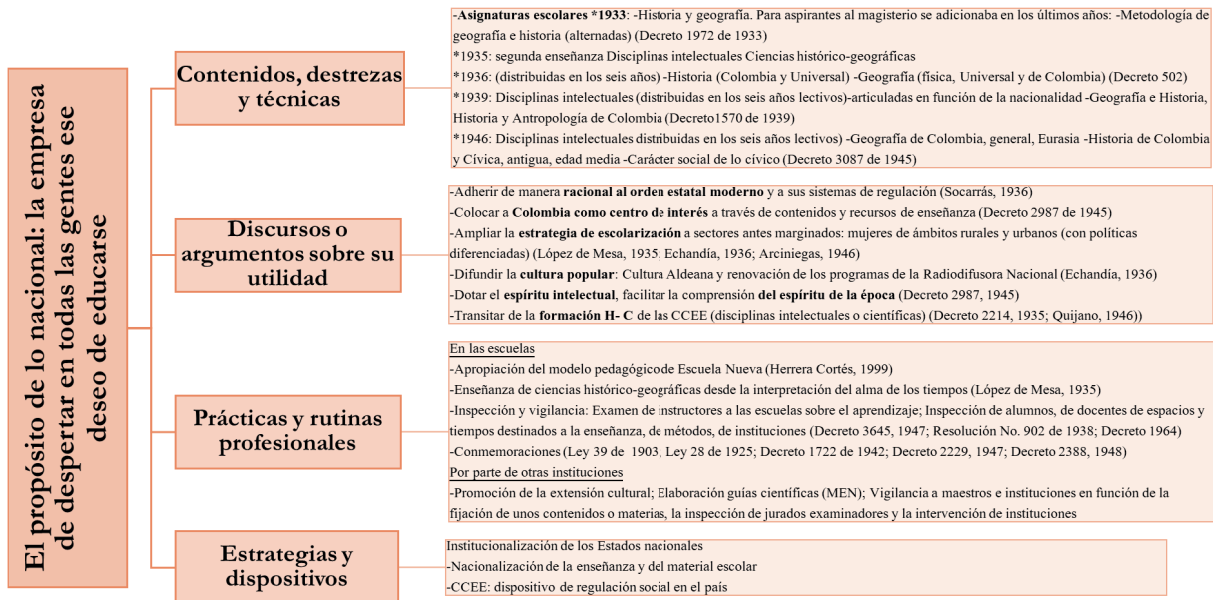 El propósito de lo nacional: la empresa
de despertar en todas las gentes ese
deseo de educarse
Contenidos, destrezas
y técnicas
-Asignaturas escolares *1933: -Historia y geografía. Para aspirantes al magisterio se adicionaba en los últimos años: -Metodología de
geografía e historia (alternadas) (Decreto 1972 de 1933)
*1935: segunda enseñanza Disciplinas intelectuales Ciencias histórico-geográficas
*1936: (distribuidas en los seis años) -Historia (Colombia y Universal) -Geografía (física, Universal y de Colombia) (Decreto 502)
*1939: Disciplinas intelectuales (distribuidas en los seis años lectivos)-articuladas en función de la nacionalidad -Geografía e Historia,
Historia y Antropología de Colombia (Decreto1570 de 1939)
*1946: Disciplinas intelectuales distribuidas en los seis años lectivos) -Geografía de Colombia, general, Eurasia -Historia de Colombia
y Cívica, antigua, edad media -Carácter social de lo cívico (Decreto 3087 de 1945)
Discursos o
argumentos sobre su
utilidad
-Adherir de manera racional al orden estatal moderno y a sus sistemas de regulación (Socarrás, 1936)
-Colocar a Colombia como centro de interés a través de contenidos y recursos de enseñanza (Decreto 2987 de 1945)
-Ampliar la estrategia de escolarización a sectores antes marginados: mujeres de ámbitos rurales y urbanos (con políticas
diferenciadas) (López de Mesa, 1935; Echandía, 1936; Arciniegas, 1946)
-Difundir la cultura popular: Cultura Aldeana y renovación de los programas de la Radiodifusora Nacional (Echandía, 1936)
-Dotar el espíritu intelectual, facilitar la comprensión del espíritu de la época (Decreto 2987, 1945)
-Transitar de la formación H- C de las CCEE (disciplinas intelectuales o científicas) (Decreto 2214, 1935; Quijano, 1946))
Prácticas y rutinas
profesionales
En las escuelas
-Apropiación del modelo pedagógico de Escuela Nueva (Herrera Cortés, 1999)
-Enseñanza de ciencias histórico-geográficas desde la interpretación del alma de los tiempos (López de Mesa, 1935)
-Inspección y vigilancia: Examen de instructores a las escuelas sobre el aprendizaje; Inspección de alumnos, de docentes de espacios y
tiempos destinados a la enseñanza, de métodos, de instituciones (Decreto 3645, 1947; Resolución No. 902 de 1938; Decreto 1964)
-Conmemoraciones (Ley 39 de 1903, Ley 28 de 1925; Decreto 1722 de 1942; Decreto 2229, 1947; Decreto 2388, 1948)
Por parte de otras instituciones
-Promoción de la extensión cultural; Elaboración guías científicas (MEN); Vigilancia a maestros e instituciones en función de la
fijación de unos contenidos o materias, la inspección de jurados examinadores y la intervención de instituciones
Estrategias y
dispositivos
Institucionalización de los Estados nacionales
-Nacionalización de la enseñanza y del material escolar
-CCEE: dispositivo de regulación social en el país